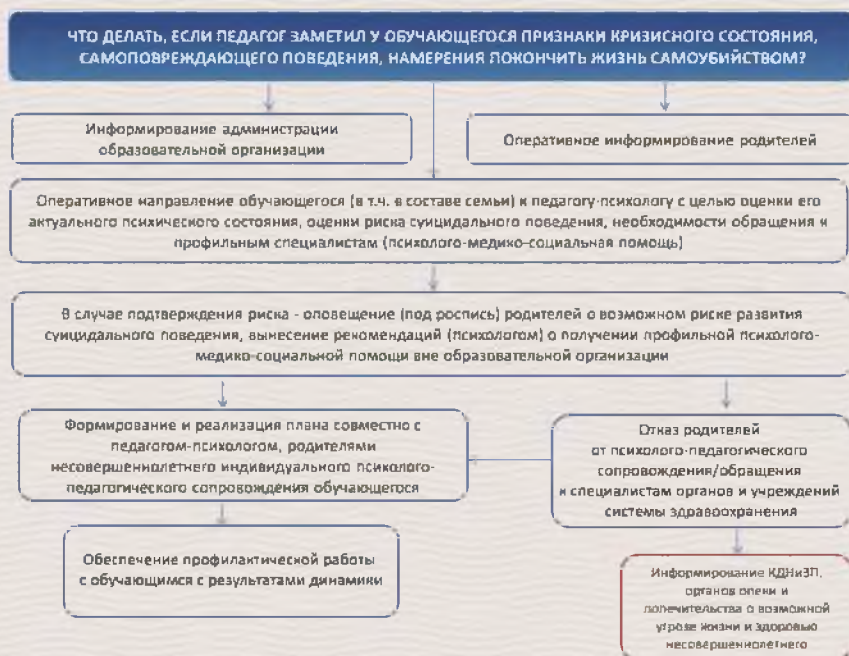 ЧТО ДЕЛАТЬ, ЕСЛИ ПЕДАГОГ ЗАМЕТИЛ У ОБУЧАЮЩЕГОСЯ ПРИЗНАКИ КРИЗИСНОГО СОСТОЯНИЯ,
САМОПОВРЕЖДАЮЩЕГО ПОВЕДЕНИЯ, НАМЕРЕНИЯ ПОКОНЧИТЬ ЖИЗНЬ САМОУБИЙСТВОМ?
Информирование администрации
образовательной организации
Оперативное информирование родителей
Оперативное направление обучающегося (в т.ч. в составе семьи) к педагогу-психологу с целью оценки его
актуального психического состояния, оценки риска суицидального поведения, необходимости обращения к
профильным специалистам (психолого-медико-социальная помощь)
В случае подтверждения риска - оповещение (под роспись) родителей о возможном риске развития
суицидального поведения, вынесение рекомендаций (психологом) о получении профильной психолого-
медико-социальной помощи вне образовательной организации
Формирование и реализация плана совместно с
педагогом-психологом, родителями
несовершеннолетнего индивидуального психолого-
педагогического сопровождения обучающегося
Отказ родителей
от психолого-педагогического
сопровождения/обращения
к специалистам органов и учреждений
системы здравоохранения
Обеспечение профилактической работы
с обучающимся с результатами динамики
Информирование КДНиЗП,
органов опеки и
попечительства о возможной
угрозе жизни и здоровью
несовершеннолетнего